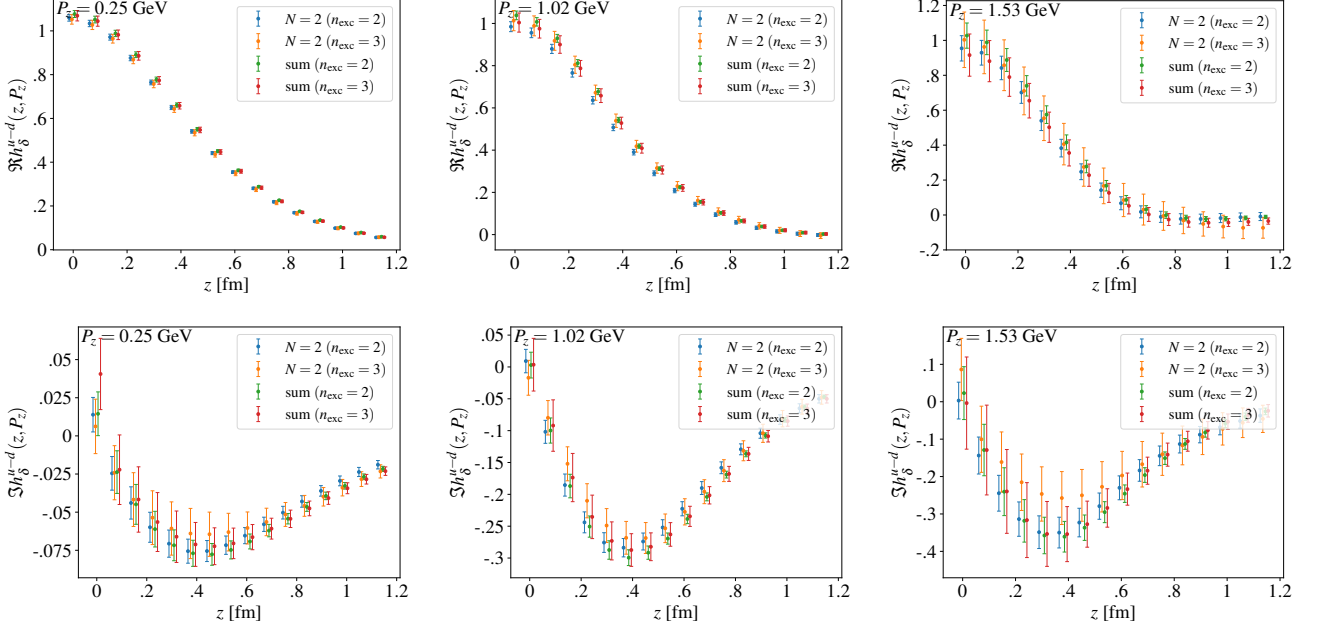 P_z = 0.25 GeV
N = 2 (n_exc = 2)
N = 2 (n_exc = 3)
sum (n_exc = 2)
sum (n_exc = 3)
ℜh_δ^{u−d}(z, P_z)
1
.8
.6
.4
.2
0
0 .2 .4 .6 .8 1 1.2
z [fm]
P_z = 1.02 GeV
N = 2 (n_exc = 2)
N = 2 (n_exc = 3)
sum (n_exc = 2)
sum (n_exc = 3)
ℜh_δ^{u−d}(z, P_z)
1
.8
.6
.4
.2
0
0 .2 .4 .6 .8 1 1.2
z [fm]
P_z = 1.53 GeV
N = 2 (n_exc = 2)
N = 2 (n_exc = 3)
sum (n_exc = 2)
sum (n_exc = 3)
ℜh_δ^{u−d}(z, P_z)
1.2
1
.8
.6
.4
.2
0
-.2
0 .2 .4 .6 .8 1 1.2
z [fm]
P_z = 0.25 GeV
N = 2 (n_exc = 2)
N = 2 (n_exc = 3)
sum (n_exc = 2)
sum (n_exc = 3)
ℑh_δ^{u−d}(z, P_z)
.05
.025
0
-.025
-.05
-.075
0 .2 .4 .6 .8 1 1.2
z [fm]
P_z = 1.02 GeV
N = 2 (n_exc = 2)
N = 2 (n_exc = 3)
sum (n_exc = 2)
sum (n_exc = 3)
ℑh_δ^{u−d}(z, P_z)
.05
0
-.05
-.1
-.15
-.2
-.25
-.3
0 .2 .4 .6 .8 1 1.2
z [fm]
P_z = 1.53 GeV
N = 2 (n_exc = 2)
N = 2 (n_exc = 3)
sum (n_exc = 2)
sum (n_exc = 3)
ℑh_δ^{u−d}(z, P_z)
.1
0
-.1
-.2
-.3
-.4
0 .2 .4 .6 .8 1 1.2
z [fm]